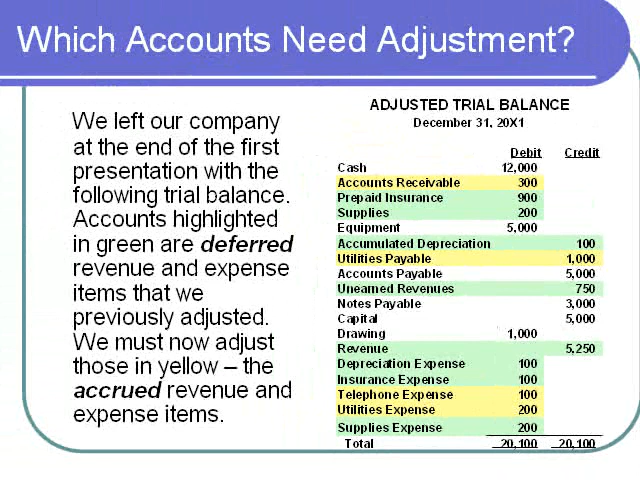 Which Accounts Need Adjustment?
We left our company
at the end of the first
presentation with the
following trial balance.
Accounts highlighted
in green are deferred
revenue and expense
items that we
previously adjusted.
We must now adjust
those in yellow – the
accrued revenue and
expense items.
ADJUSTED TRIAL BALANCE
December 31, 20X1
Debit Credit
Cash 12,000
Accounts Receivable 300
Prepaid Insurance 900
Supplies 200
Equipment 5,000
Accumulated Depreciation 100
Utilities Payable 1,000
Accounts Payable 5,000
Unearned Revenues 750
Notes Payable 3,000
Capital 5,000
Drawing 1,000
Revenue 5,250
Depreciation Expense 100
Insurance Expense 100
Telephone Expense 100
Utilities Expense 200
Supplies Expense 200
Total 20,100 20,100